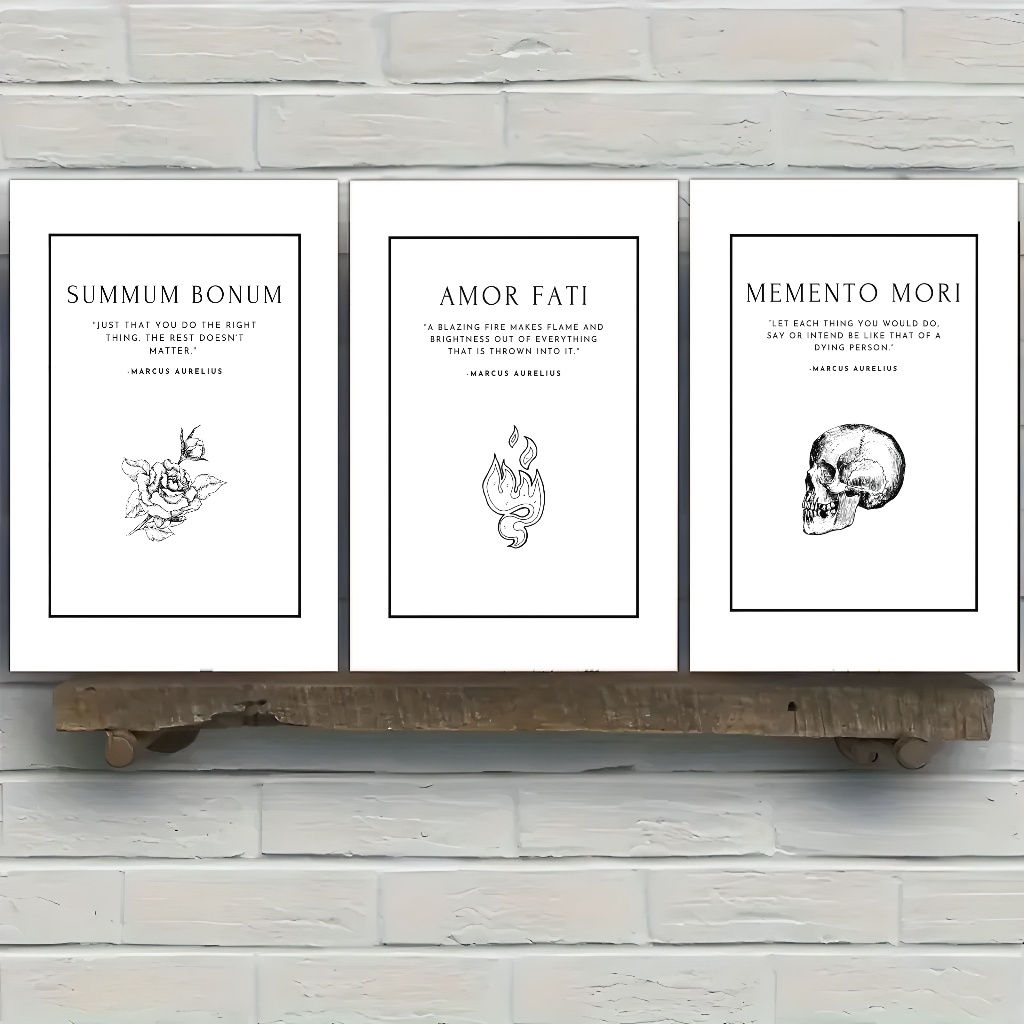 SUMMUM BONUM
"JUST THAT YOU DO THE RIGHT
THING. THE REST DOESN'T
MATTER."
-MARCUS AURELIUS
AMOR FATI
"A BLAZING FIRE MAKES FLAME AND
BRIGHTNESS OUT OF EVERYTHING
THAT IS THROWN INTO IT."
-MARCUS AURELIUS
MEMENTO MORI
"LET EACH THING YOU WOULD DO,
SAY OR INTEND BE LIKE THAT OF A
DYING PERSON."
-MARCUS AURELIUS